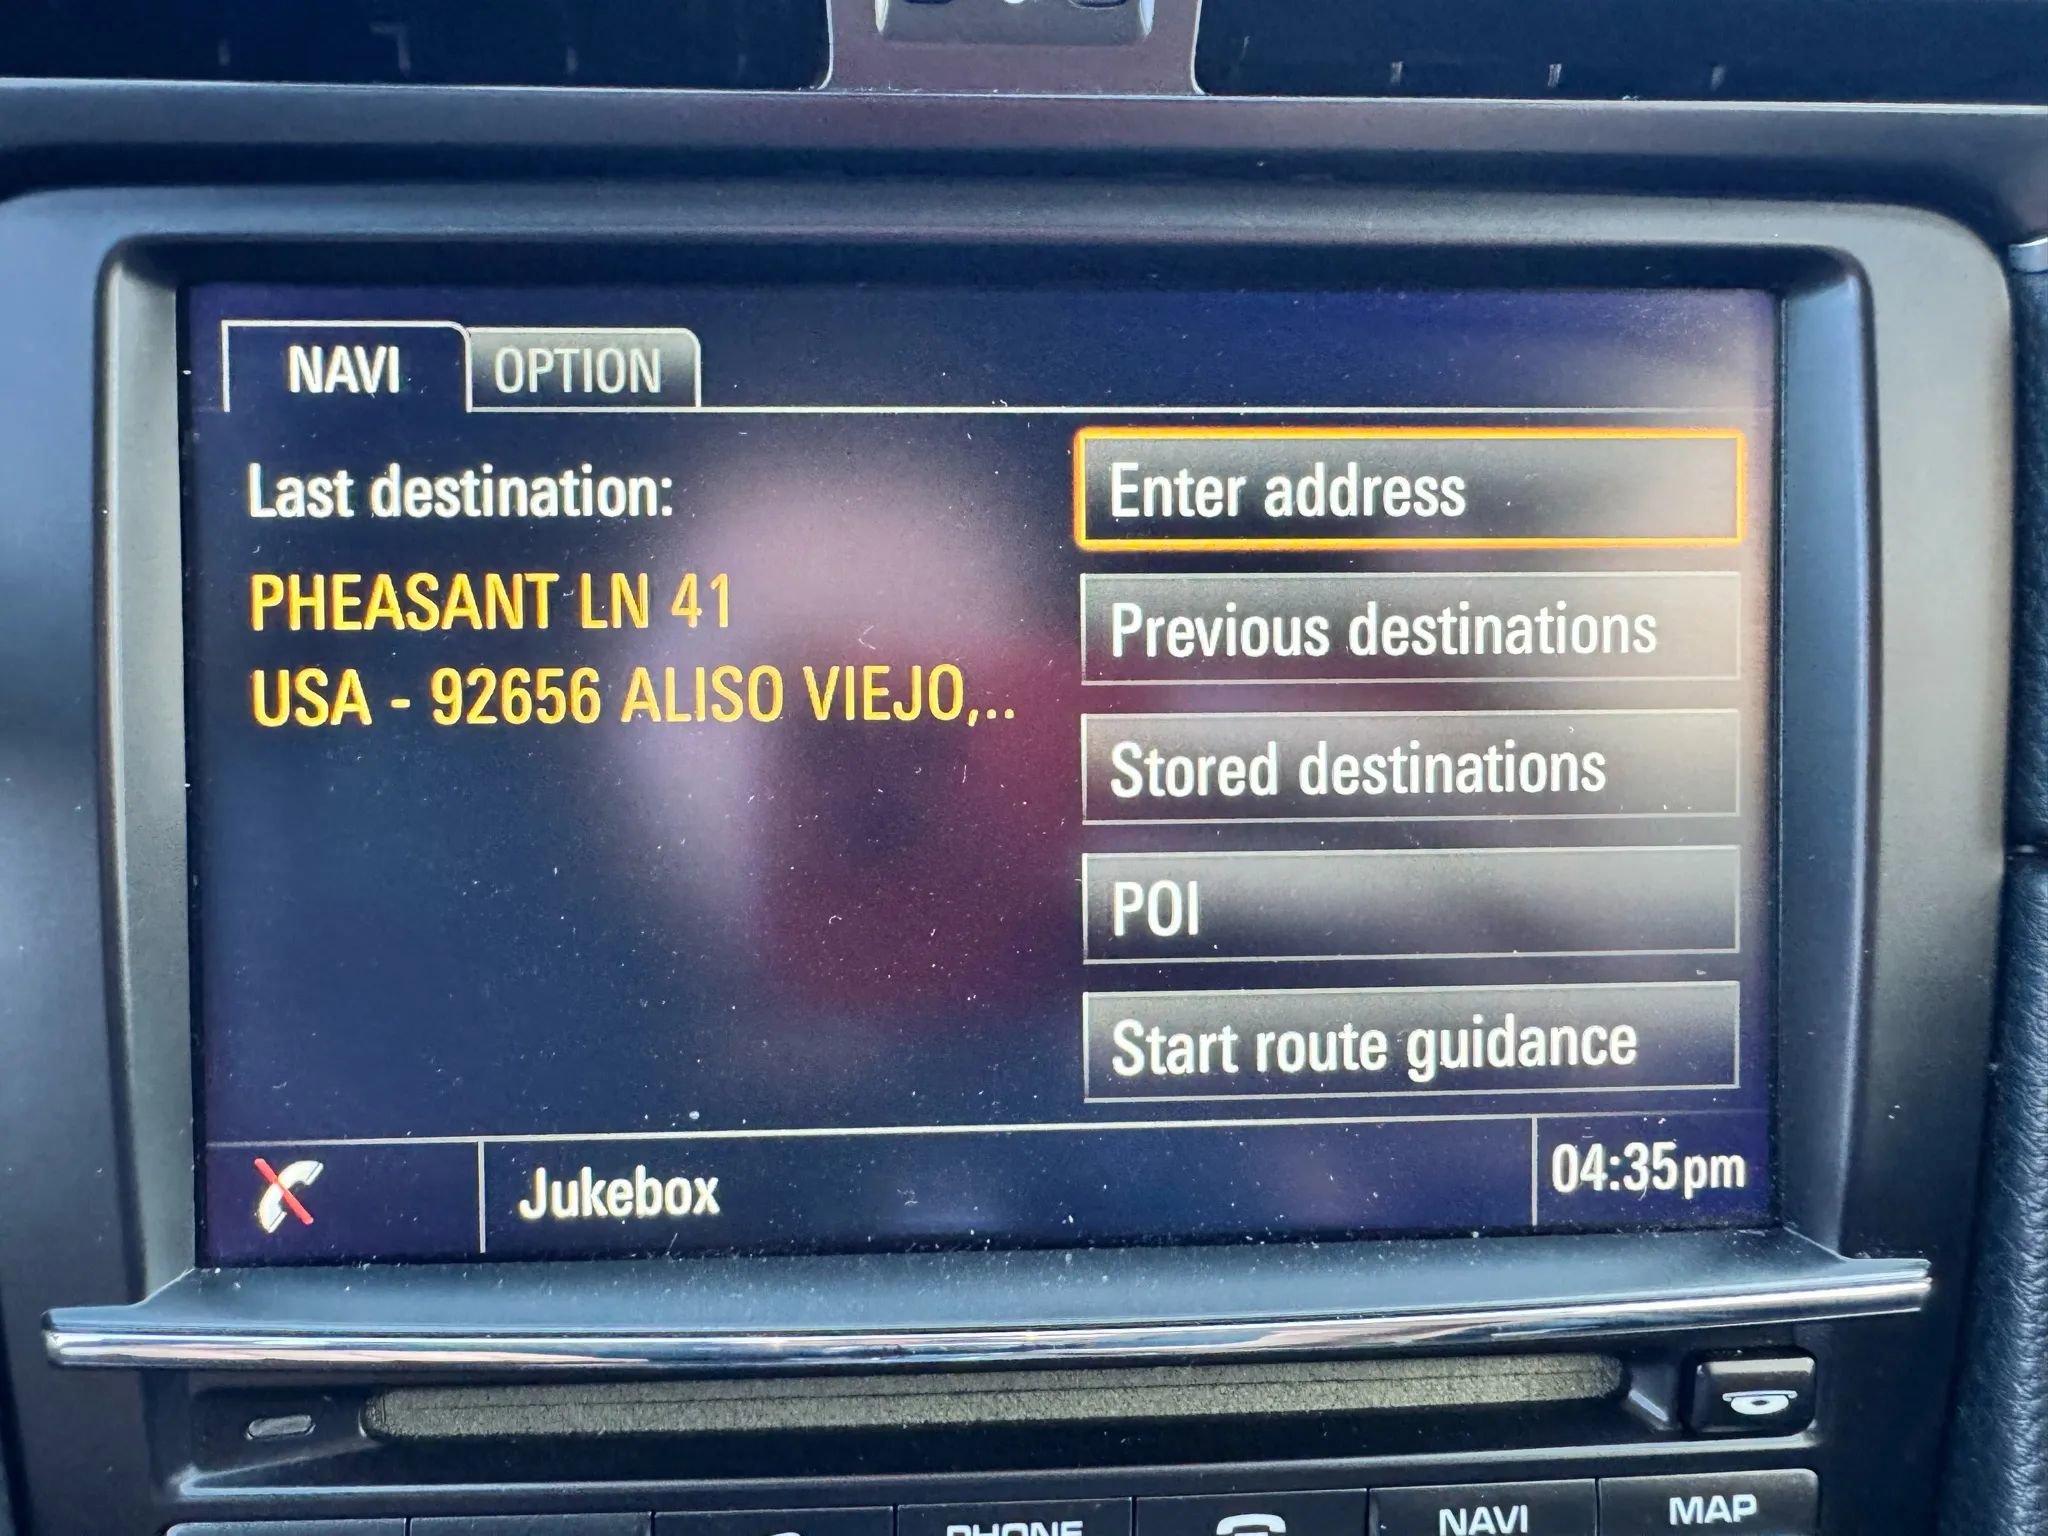 NAVI
OPTION
Last destination:
PHEASANT LN 41
USA - 92656 ALISO VIEJO,..
Enter address
Previous destinations
Stored destinations
POI
Start route guidance
Jukebox
04:35pm
PHONE
NAVI
MAP